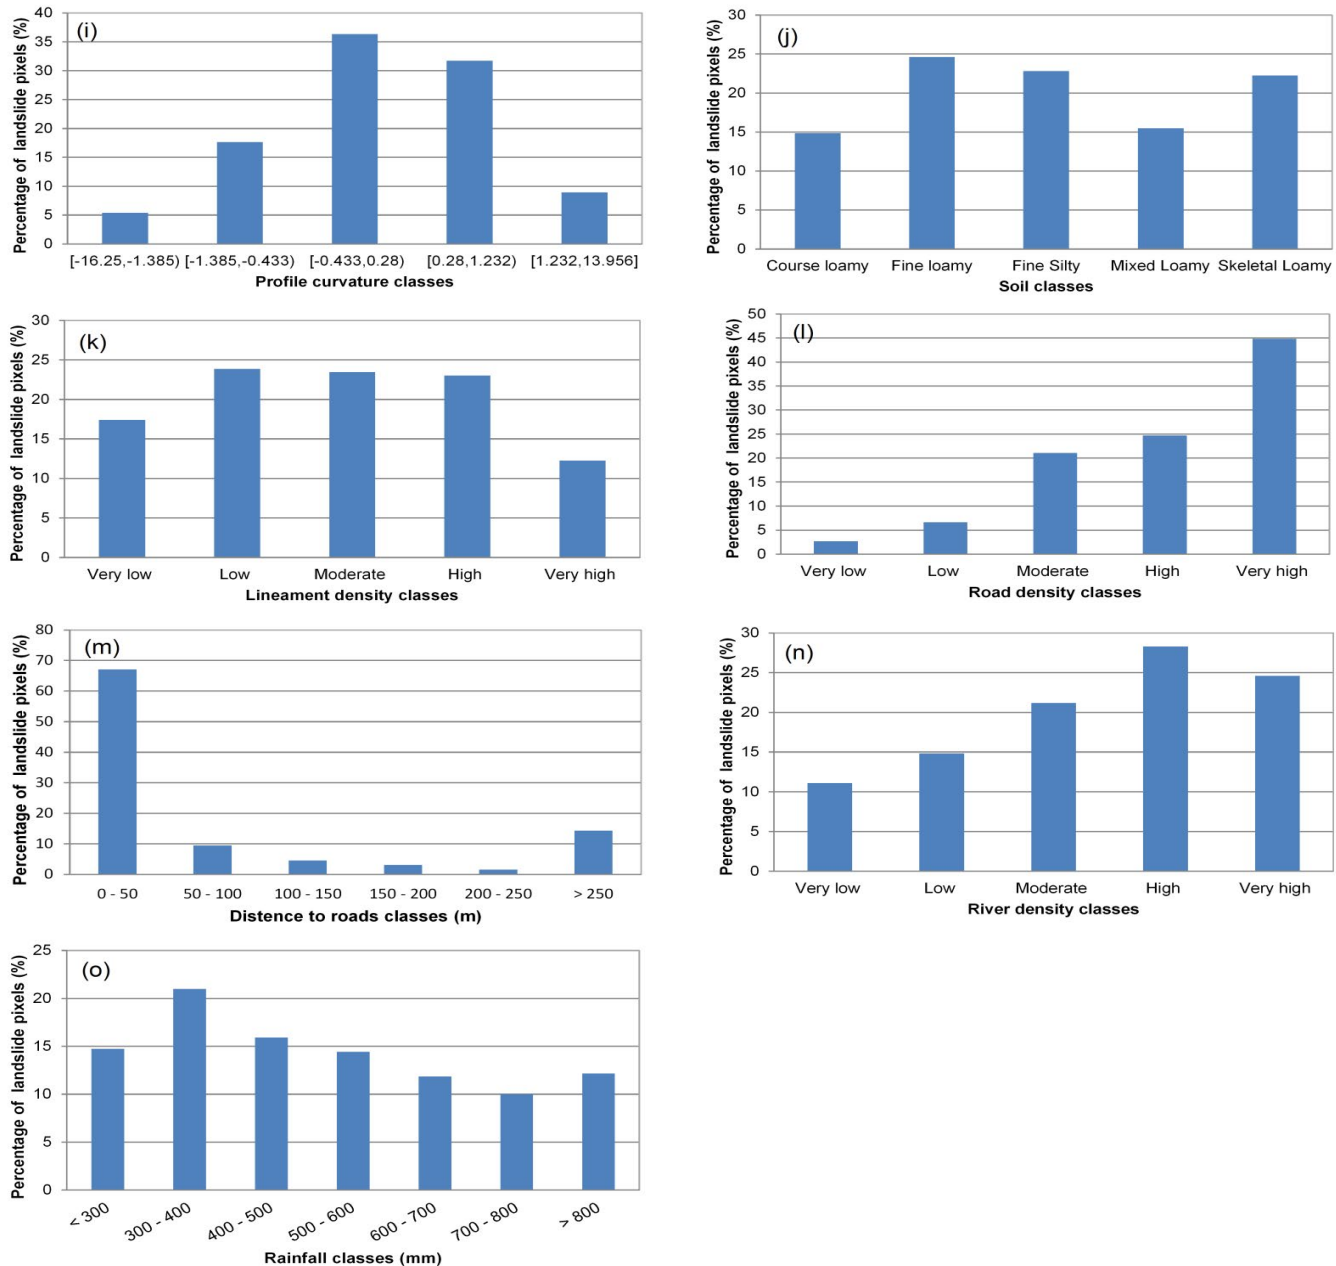 (i)
Percentage of landslide pixels (%)
40
35
30
25
20
15
10
5
0
[-16.25,-1.385) [-1.385,-0.433) [-0.433,0.28) [0.28,1.232) [1.232,13.956]
Profile curvature classes
(j)
Percentage of landslide pixels (%)
30
25
20
15
10
5
0
Course loamy Fine loamy Fine Silty Mixed Loamy Skeletal Loamy
Soil classes
(k)
Percentage of landslide pixels (%)
30
25
20
15
10
5
0
Very low Low Moderate High Very high
Lineament density classes
(l)
Percentage of landslide pixels (%)
50
45
40
35
30
25
20
15
10
5
0
Very low Low Moderate High Very high
Road density classes
(m)
Percentage of landslide pixels (%)
80
70
60
50
40
30
20
10
0
0 - 50 50 - 100 100 - 150 150 - 200 200 - 250 > 250
Distence to roads classes (m)
(n)
Percentage of landslide pixels (%)
30
25
20
15
10
5
0
Very low Low Moderate High Very high
River density classes
(o)
Percentage of landslide pixels (%)
25
20
15
10
5
0
< 300 300 - 400 400 - 500 500 - 600 600 - 700 700 - 800 > 800
Rainfall classes (mm)